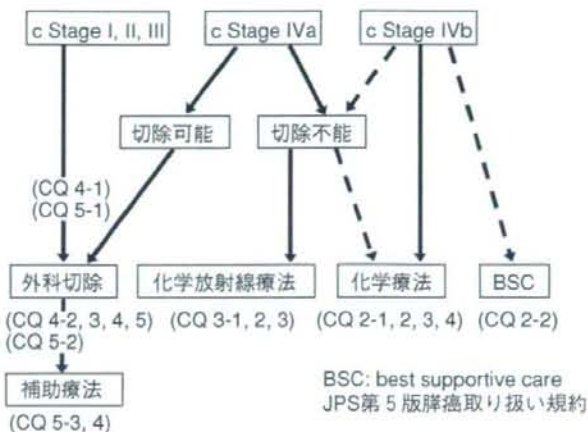 c Stage I, II, III
c Stage IVa
c Stage IVb
切除可能
切除不能
(CQ 4-1)
(CQ 5-1)
外科切除
化学放射線療法
化学療法
BSC
(CQ 4-2, 3, 4, 5)
(CQ 3-1, 2, 3)
(CQ 2-1, 2, 3, 4)
(CQ 2-2)
(CQ 5-2)
補助療法
(CQ 5-3, 4)
BSC: best supportive care
JPS第5版膵癌取り扱い規約